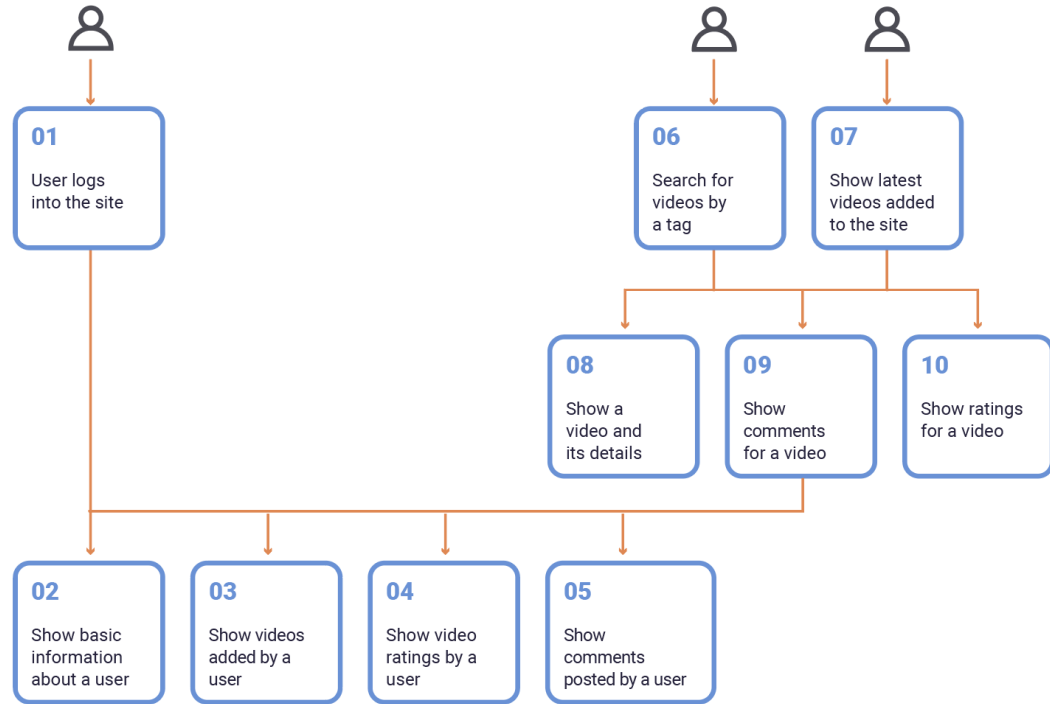 01
User logs
into the site
06
Search for
videos by
a tag
07
Show latest
videos added
to the site
08
Show a
video and
its details
09
Show
comments
for a video
10
Show ratings
for a video
02
Show basic
information
about a user
03
Show videos
added by a
user
04
Show video
ratings by a
user
05
Show
comments
posted by a user